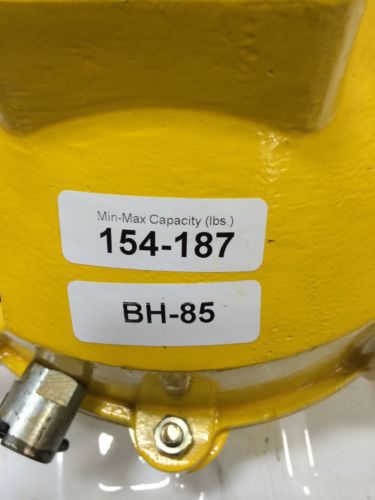 Min-Max Capacity (lbs.)
154-187
BH-85